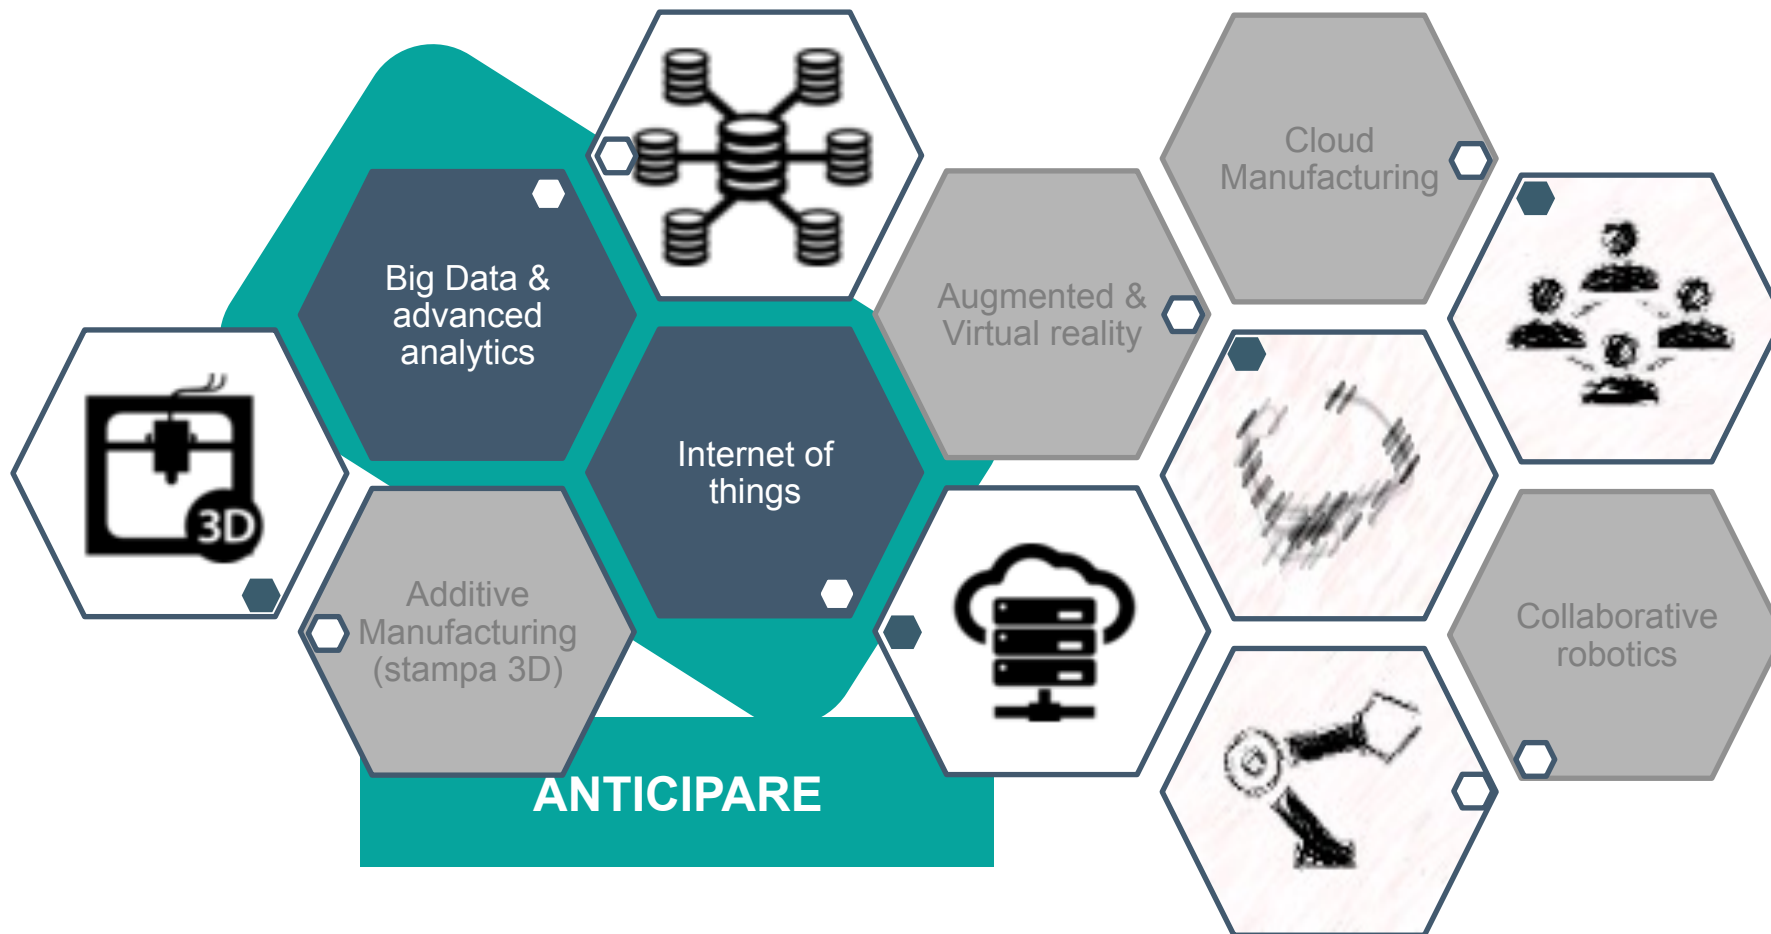 Big Data &
advanced
analytics
Internet of
things
Additive
Manufacturing
(stampa 3D)
3D
Augmented &
Virtual reality
Cloud
Manufacturing
Collaborative
robotics
ANTICIPARE